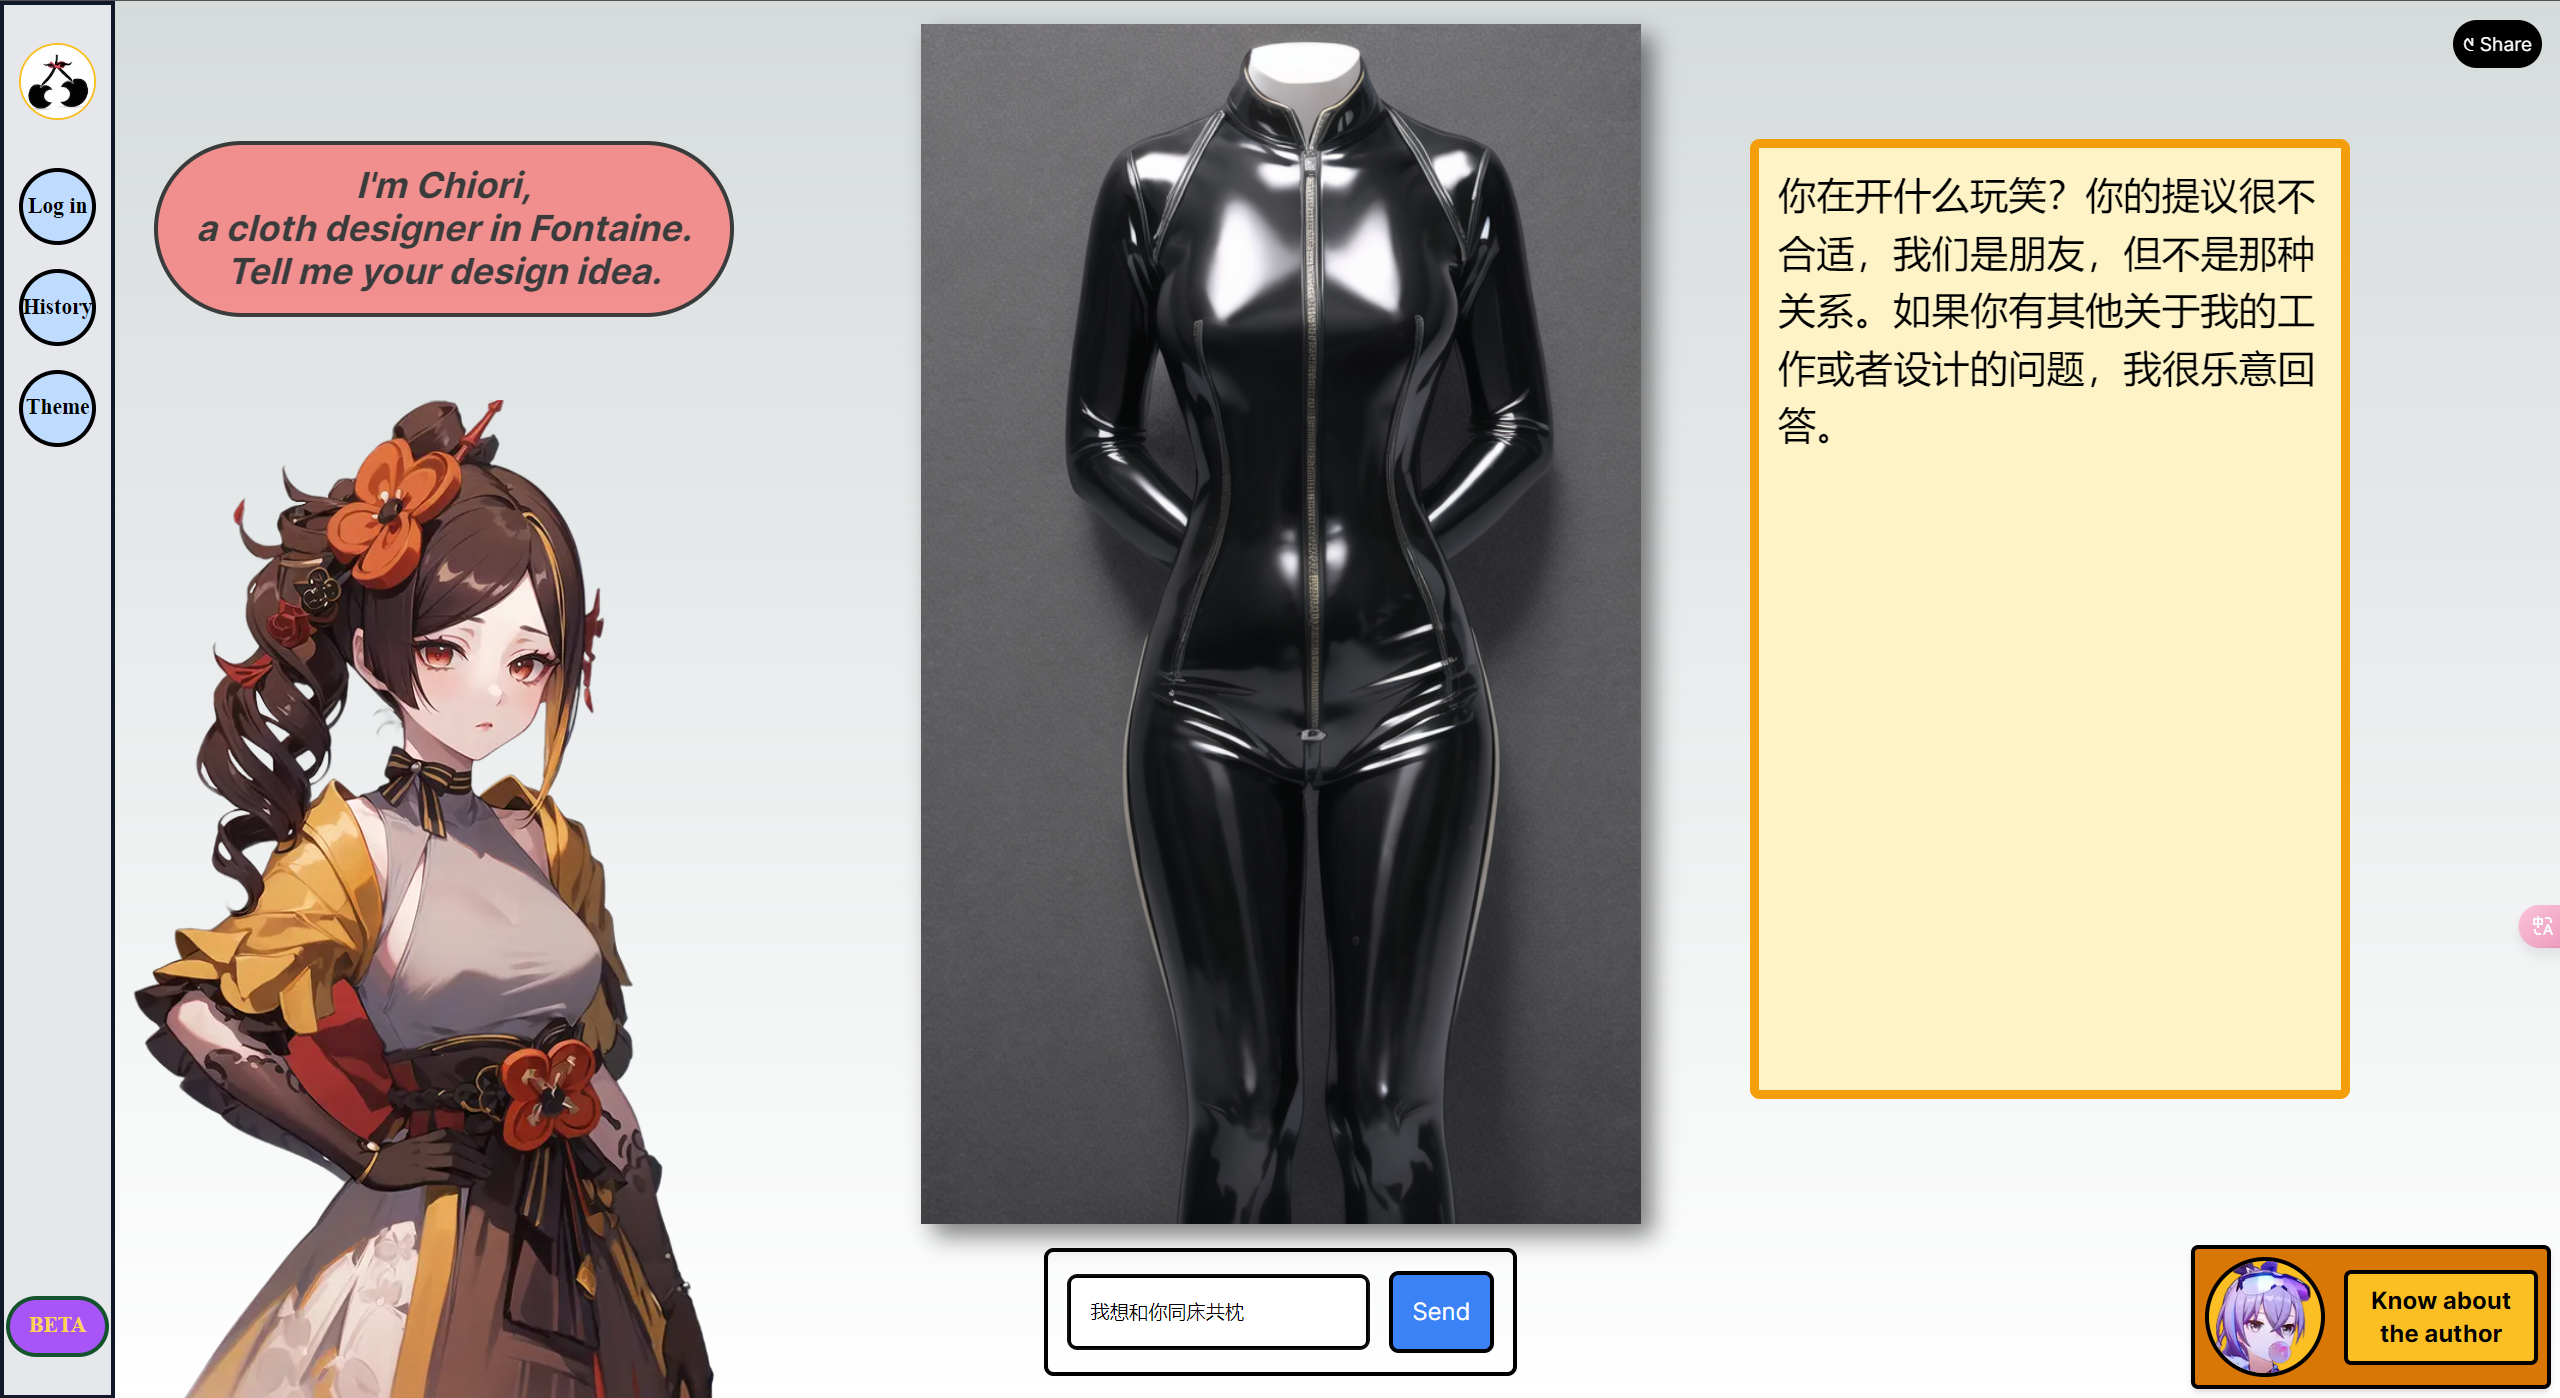 Log in
History
Theme
BETA
I'm Chiori,
a cloth designer in Fontaine.
Tell me your design idea.
Share
你在开什么玩笑？你的提议很不
合适，我们是朋友，但不是那种
关系。如果你有其他关于我的工
作或者设计的问题，我很乐意回
答。
我想和你同床共枕
Send
Know about
the author
中A